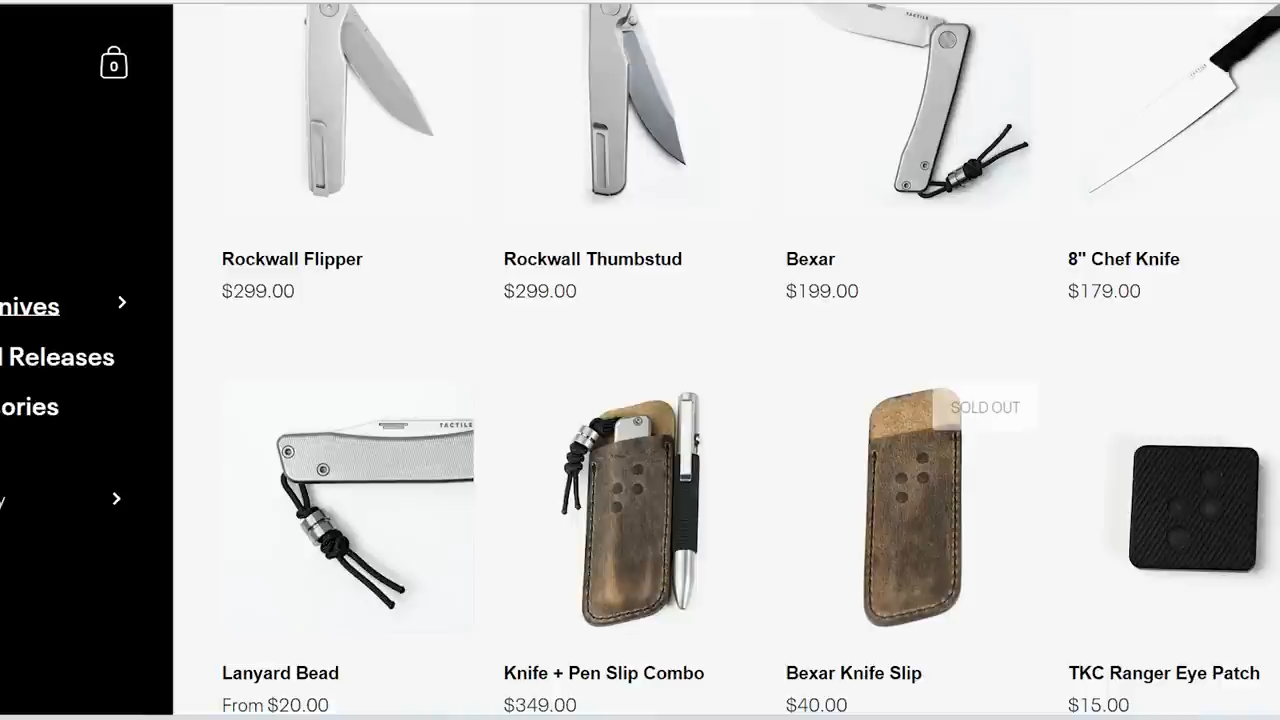 0
nives
l Releases
ories
y
TACTILE
Rockwall Flipper
$299.00
Rockwall Thumbstud
$299.00
Bexar
$199.00
8" Chef Knife
$179.00
TACTILE
SOLD OUT
Lanyard Bead
From $20.00
Knife + Pen Slip Combo
$349.00
Bexar Knife Slip
$40.00
TKC Ranger Eye Patch
$15.00